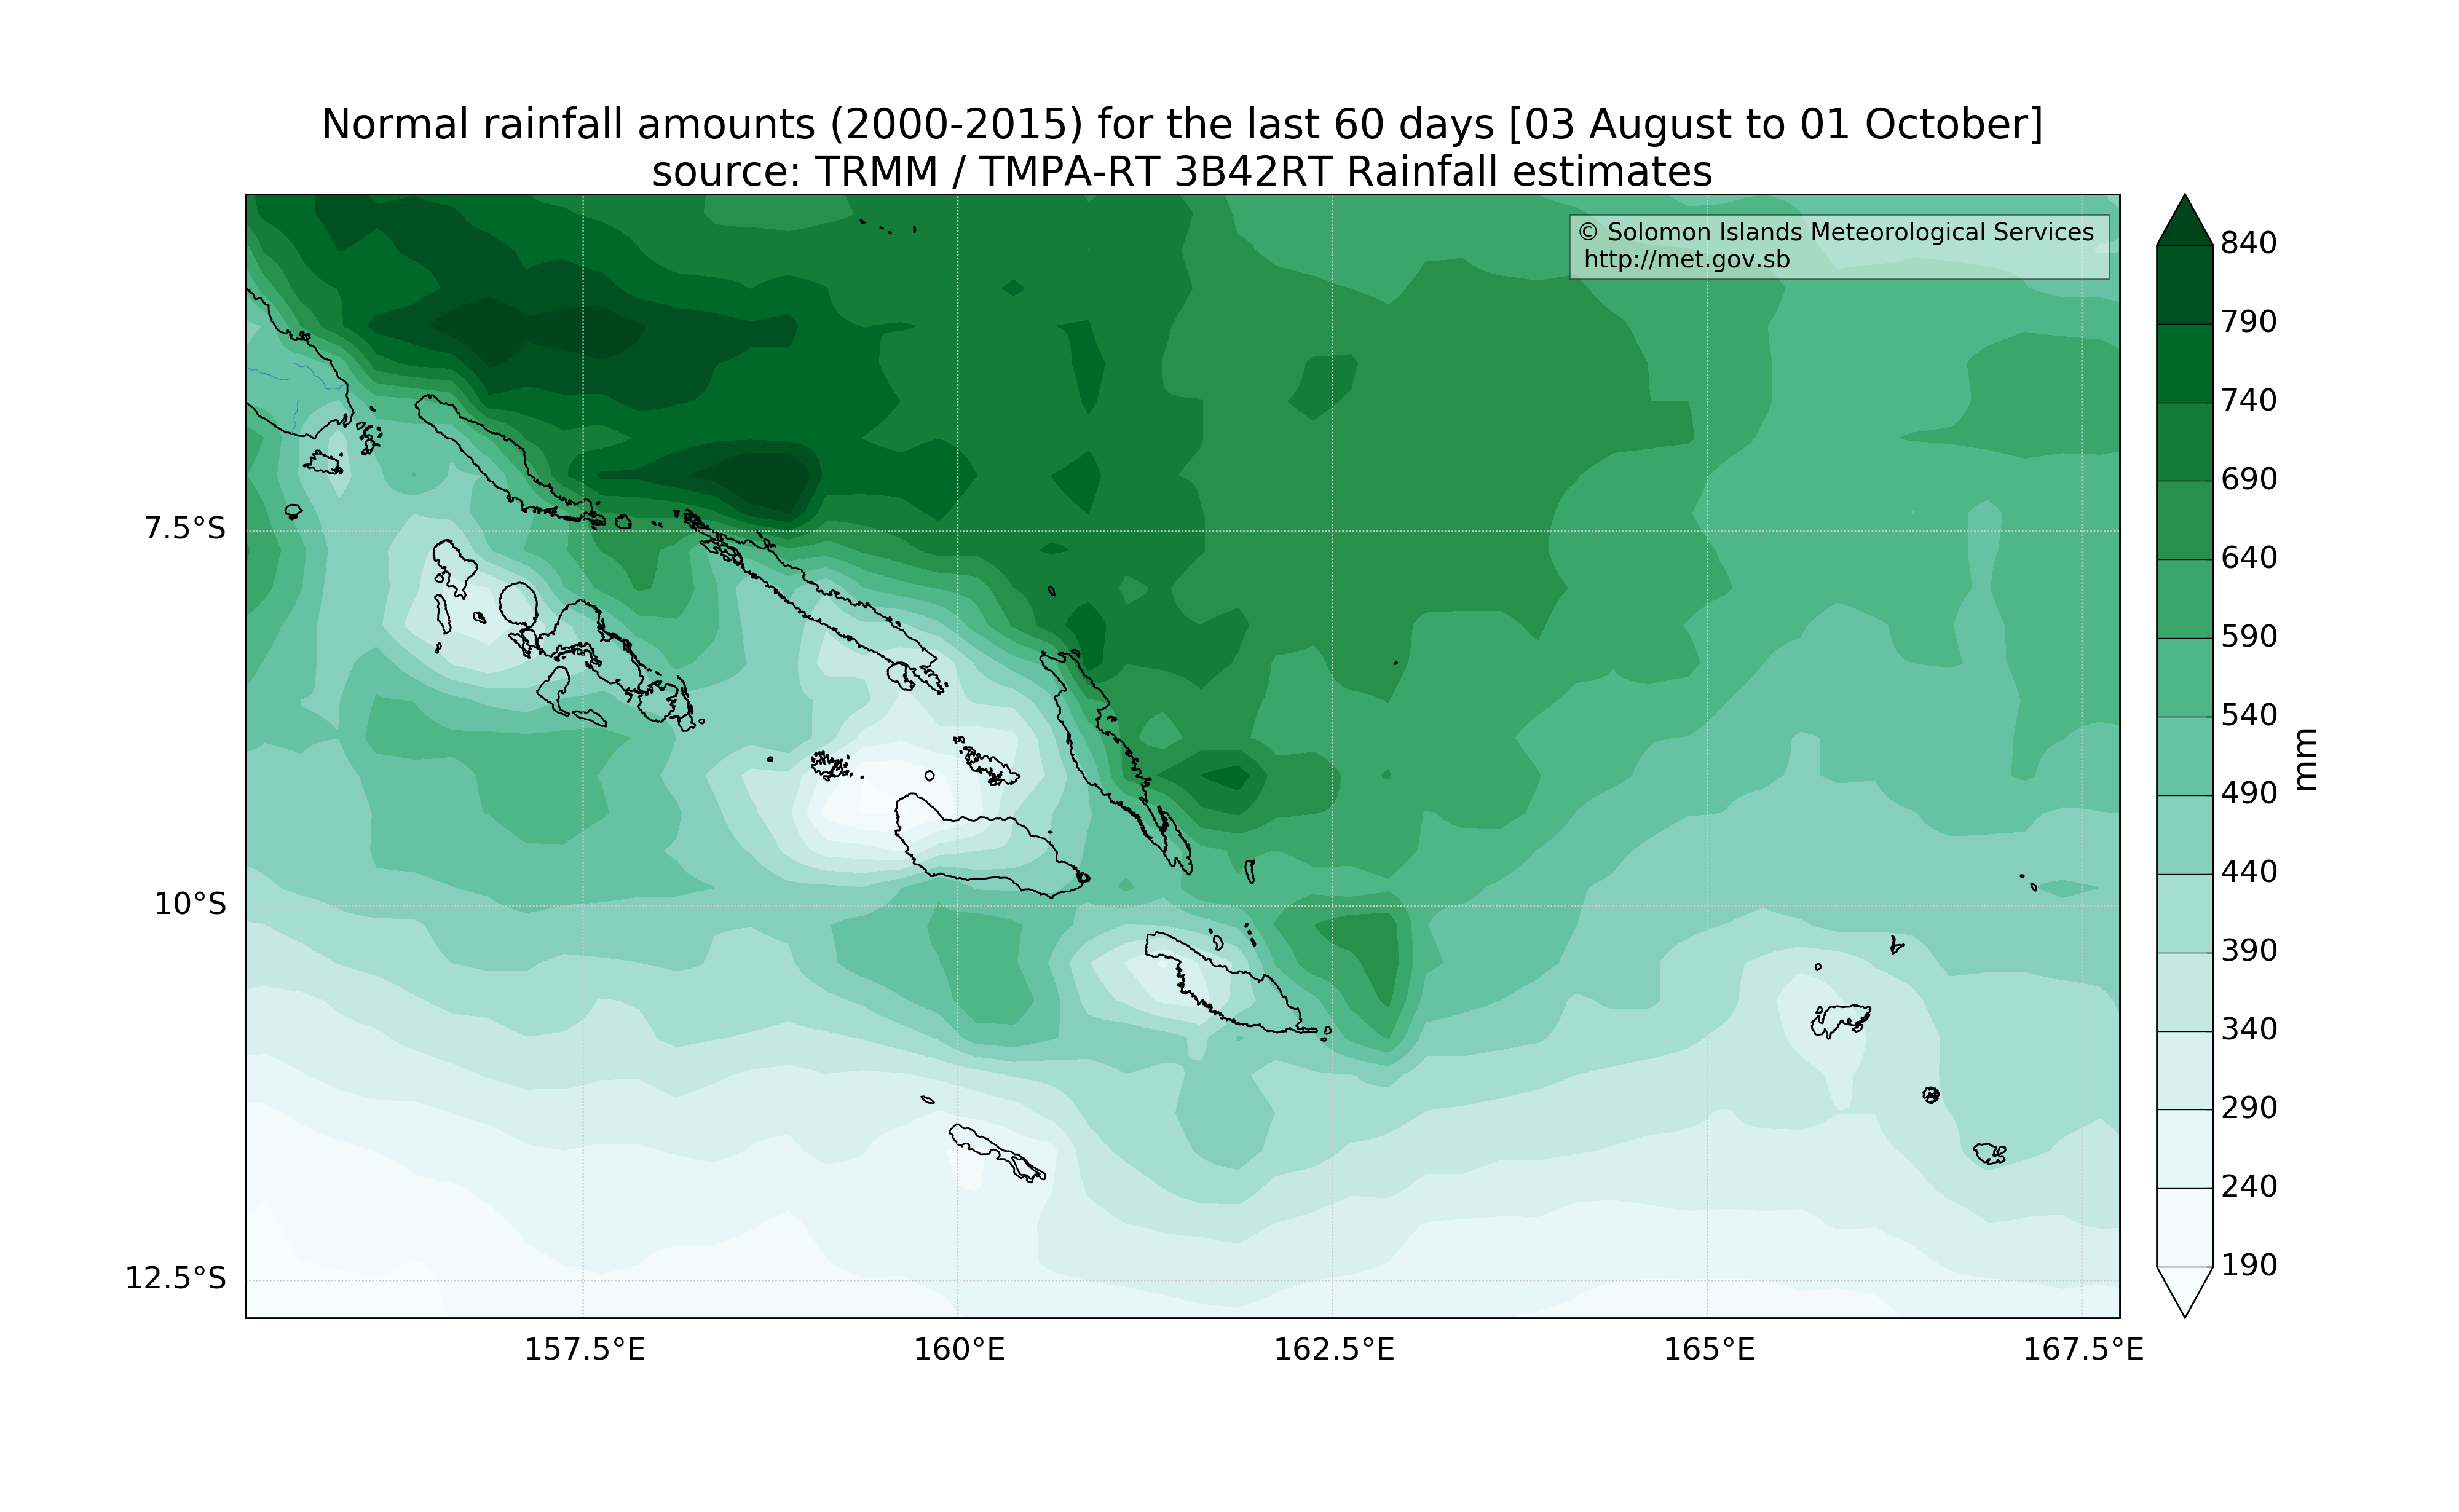 Normal rainfall amounts (2000-2015) for the last 60 days [03 August to 01 October]
source: TRMM / TMPA-RT 3B42RT Rainfall estimates
© Solomon Islands Meteorological Services
http://met.gov.sb
7.5°S
10°S
12.5°S
157.5°E
160°E
162.5°E
165°E
167.5°E
840
790
740
690
640
590
540
490
440
390
340
290
240
190
mm